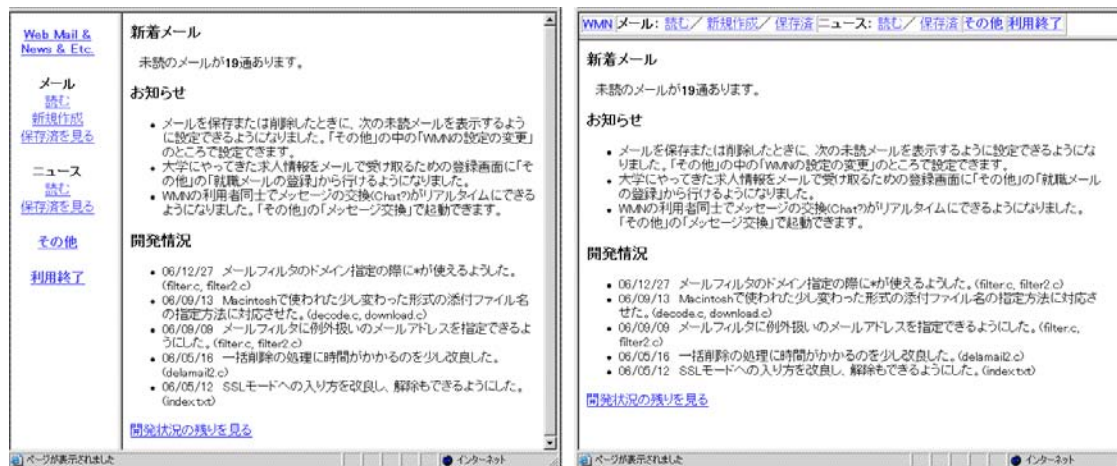 Web Mail &
News & Etc.
メール
読む
新規作成
保存済を見る
ニュース
読む
保存済を見る
その他
利用終了
新着メール
未読のメールが19通あります。
お知らせ
• メールを保存または削除したときに、次の未読メールを表示するよう
に設定できるようになりました。「その他」の中の「WMNの設定の変更」
のところで設定できます。
• 大学にやってきた求人情報をメールで受け取るための登録画面に「そ
の他」の「就職メールの登録」から行けるようになりました。
• WMNの利用者同士でメッセージの交換(Chat?)がリアルタイムにできる
ようになりました。「その他」の「メッセージ交換」で起動できます。
開発情況
• 06/12/27 メールフィルタのドメイン指定の際に*が使えるようした。
(filter.c, filter2.c)
• 06/09/13 Macintoshで使われた少し変わった形式の添付ファイル名
の指定方法に対応させた。(decode.c, download.c)
• 06/09/09 メールフィルタに例外扱いのメールアドレスを指定できるよ
うにした。(filter.c, filter2.c)
• 06/05/16 一括削除の処理に時間がかかるのを少し改良した。
(delamail2.c)
• 06/05/12 SSLモードへの入り方を改良し、解除もできるようにした。
(index.txt)
開発状況の残りを見る
ページが表示されました
インターネット
WMN メール: 読む/ 新規作成/ 保存済 ニュース: 読む/ 保存済 その他 利用終了
新着メール
未読のメールが19通あります。
お知らせ
• メールを保存または削除したときに、次の未読メールを表示するように設定できるようにな
りました。「その他」の中の「WMNの設定の変更」のところで設定できます。
• 大学にやってきた求人情報をメールで受け取るための登録画面に「その他」の「就職メール
の登録」から行けるようになりました。
• WMNの利用者同士でメッセージの交換(Chat?)がリアルタイムにできるようになりました。
「その他」の「メッセージ交換」で起動できます。
開発情況
• 06/12/27 メールフィルタのドメイン指定の際に*が使えるようした。(filter.c, filter2.c)
• 06/09/13 Macintoshで使われた少し変わった形式の添付ファイル名の指定方法に対応さ
せた。(decode.c, download.c)
• 06/09/09 メールフィルタに例外扱いのメールアドレスを指定できるようにした。(filter.c,
filter2.c)
• 06/05/16 一括削除の処理に時間がかかるのを少し改良した。(delamail2.c)
• 06/05/12 SSLモードへの入り方を改良し、解除もできるようにした。(index.txt)
開発状況の残りを見る
ページが表示されました
インターネット